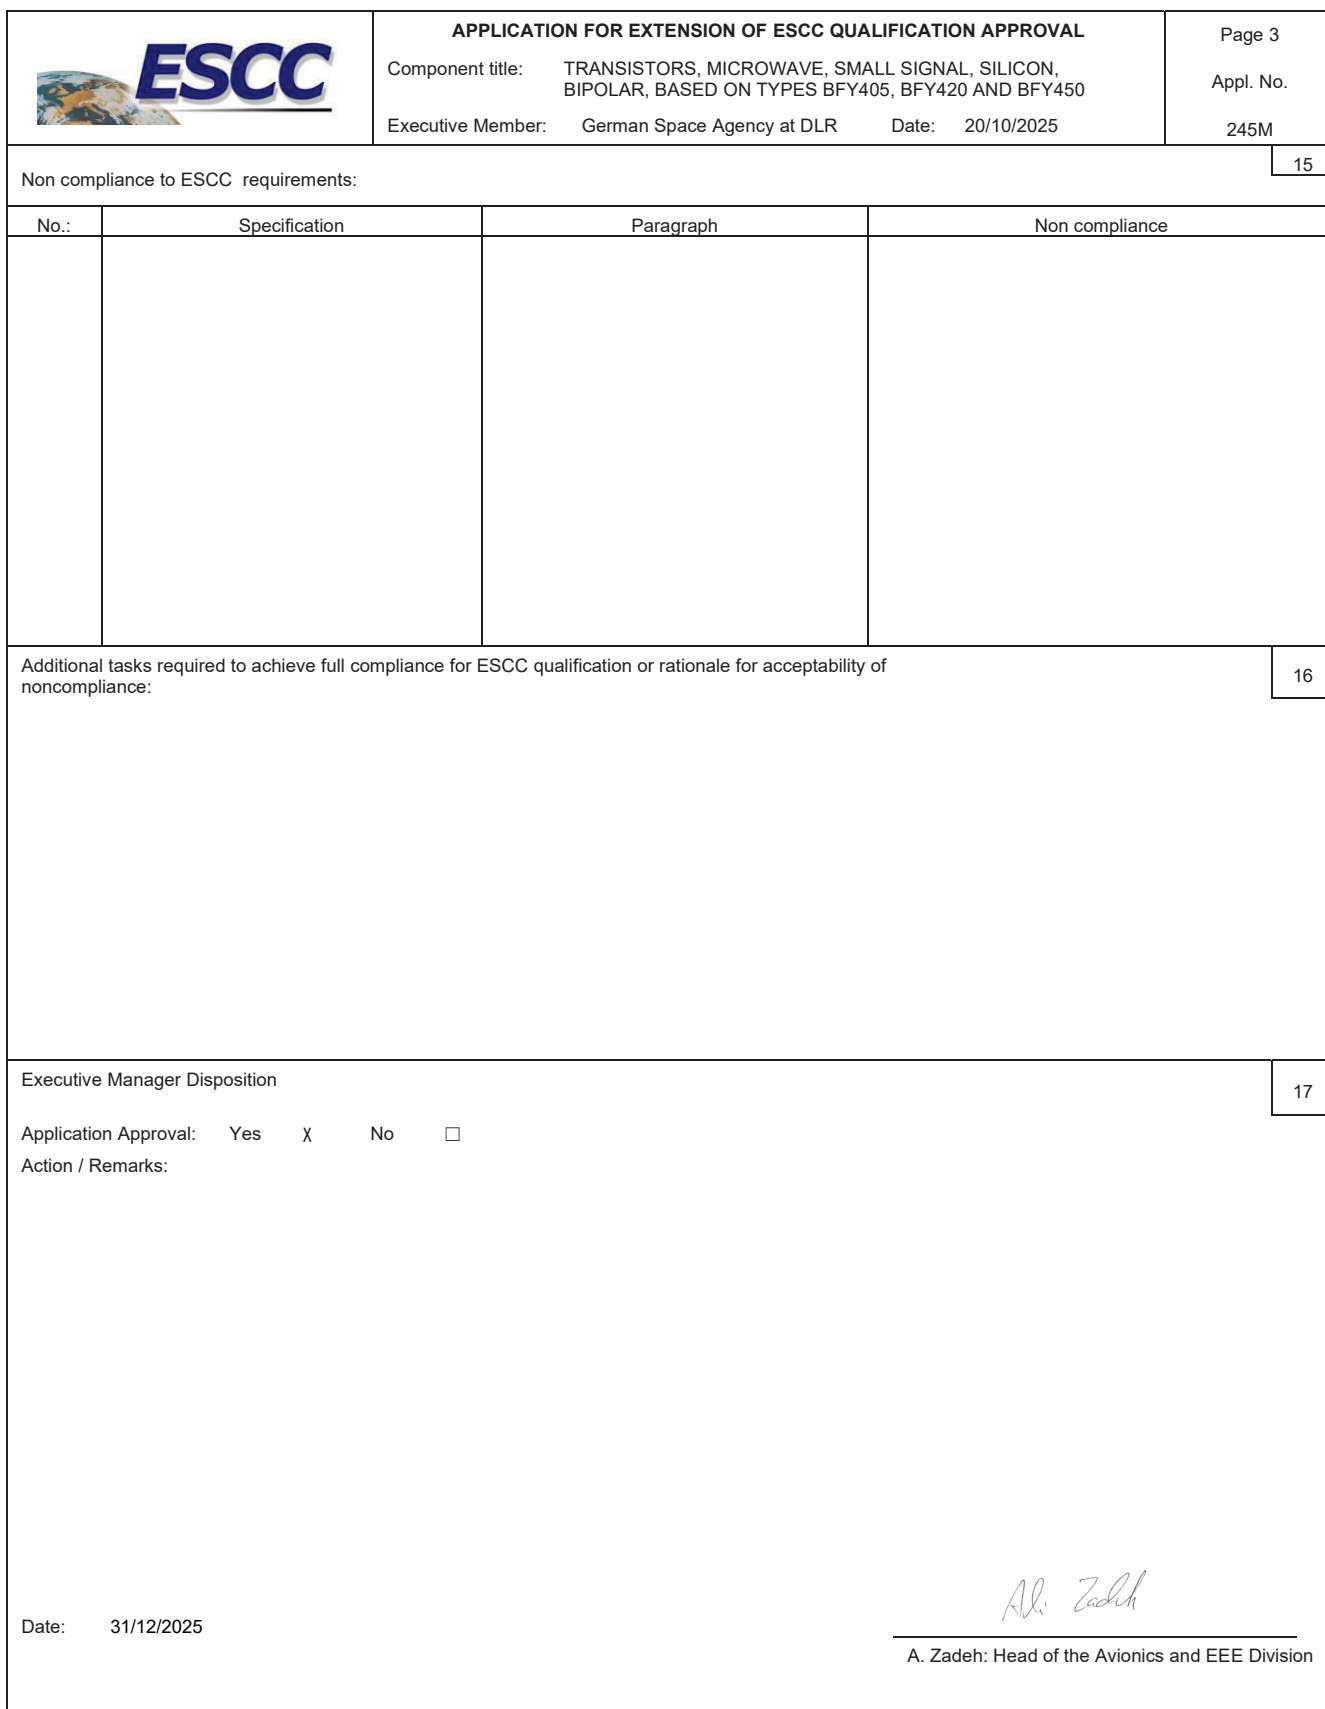 ESCC
APPLICATION FOR EXTENSION OF ESCC QUALIFICATION APPROVAL
Component title: TRANSISTORS, MICROWAVE, SMALL SIGNAL, SILICON,
BIPOLAR, BASED ON TYPES BFY405, BFY420 AND BFY450
Executive Member: German Space Agency at DLR Date: 20/10/2025
Page 3
Appl. No.
245M
Non compliance to ESCC requirements:
15
No.: Specification Paragraph Non compliance
Additional tasks required to achieve full compliance for ESCC qualification or rationale for acceptability of
noncompliance:
16
Executive Manager Disposition
17
Application Approval: Yes X No ☐
Action / Remarks:
Ali Zadeh
Date: 31/12/2025
A. Zadeh: Head of the Avionics and EEE Division